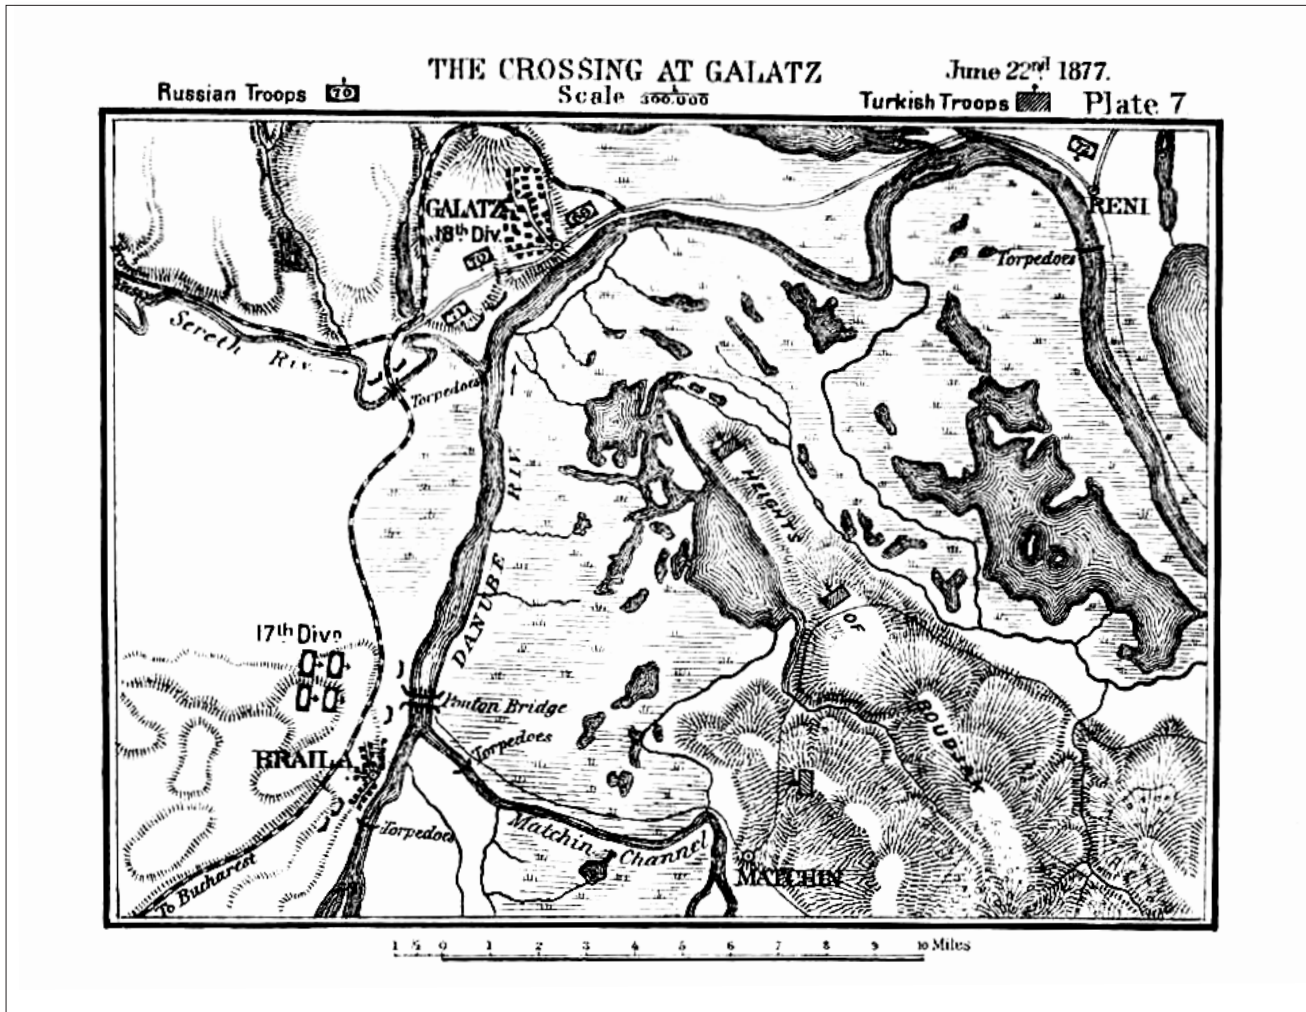 THE CROSSING AT GALATZ
June 22nd 1877.
Russian Troops 70
Scale 1/300.000
Turkish Troops
Plate 7
72
RENI
GALATZ
18th Div.
69
70
Torpedoes
Sereth Riv.
Torpedoes
RIV.
DANUBE
HEIGHTS
OF
BOUDJAK
17th Divn
Ponton Bridge
Torpedoes
BRAILA
Torpedoes
Matchin Channel
MATCHIN
To Bucharest
1 .5 0 1 2 3 4 5 6 7 8 9 10 Miles